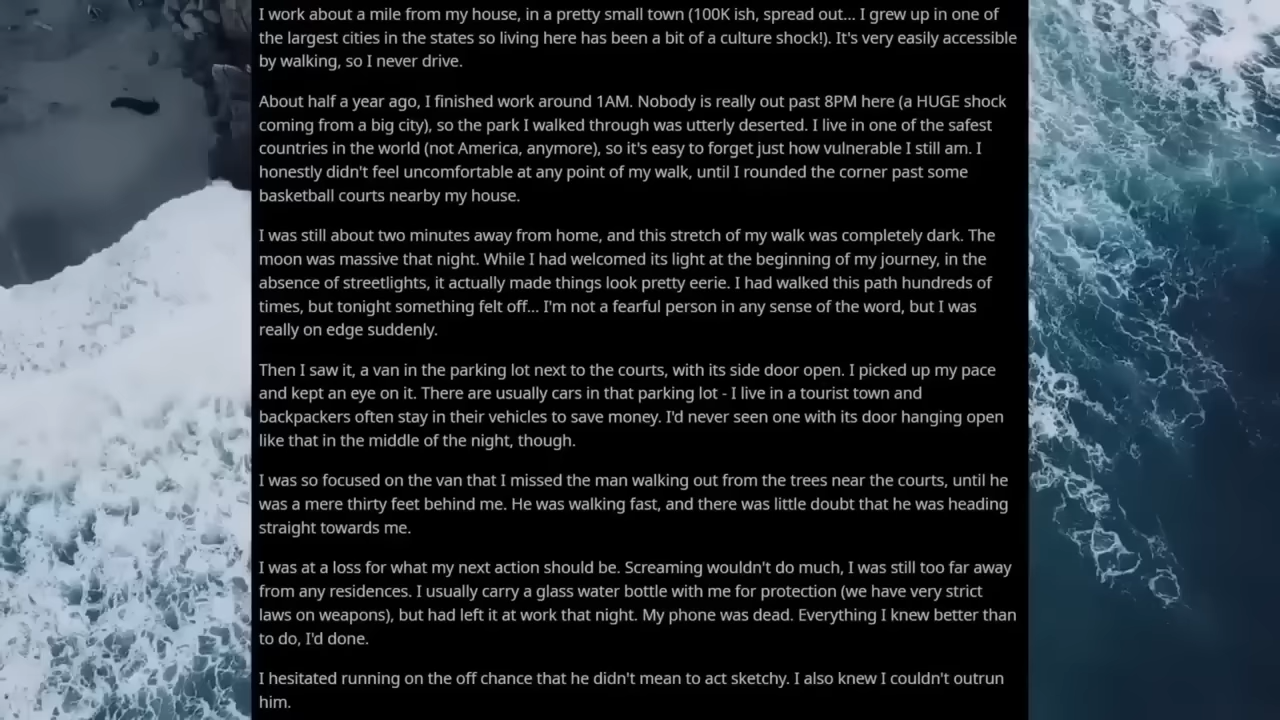 I work about a mile from my house, in a pretty small town (100K ish, spread out... I grew up in one of
the largest cities in the states so living here has been a bit of a culture shock!). It's very easily accessible
by walking, so I never drive.
About half a year ago, I finished work around 1AM. Nobody is really out past 8PM here (a HUGE shock
coming from a big city), so the park I walked through was utterly deserted. I live in one of the safest
countries in the world (not America, anymore), so it's easy to forget just how vulnerable I still am. I
honestly didn't feel uncomfortable at any point of my walk, until I rounded the corner past some
basketball courts nearby my house.
I was still about two minutes away from home, and this stretch of my walk was completely dark. The
moon was massive that night. While I had welcomed its light at the beginning of my journey, in the
absence of streetlights, it actually made things look pretty eerie. I had walked this path hundreds of
times, but tonight something felt off... I'm not a fearful person in any sense of the word, but I was
really on edge suddenly.
Then I saw it, a van in the parking lot next to the courts, with its side door open. I picked up my pace
and kept an eye on it. There are usually cars in that parking lot - I live in a tourist town and
backpackers often stay in their vehicles to save money. I'd never seen one with its door hanging open
like that in the middle of the night, though.
I was so focused on the van that I missed the man walking out from the trees near the courts, until he
was a mere thirty feet behind me. He was walking fast, and there was little doubt that he was heading
straight towards me.
I was at a loss for what my next action should be. Screaming wouldn't do much, I was still too far away
from any residences. I usually carry a glass water bottle with me for protection (we have very strict
laws on weapons), but had left it at work that night. My phone was dead. Everything I knew better than
to do, I'd done.
I hesitated running on the off chance that he didn't mean to act sketchy. I also knew I couldn't outrun
him.